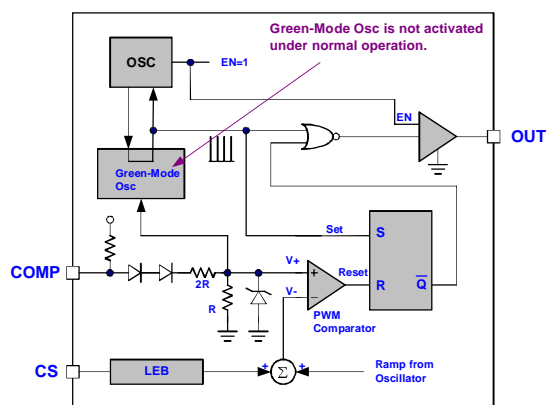 Green-Mode Osc is not activated
under normal operation.
OSC
EN=1
EN
OUT
Green-Mode
Osc
Set
S
COMP
2R
R
V+
V-
+
−
PWM
Comparator
Reset
R
Q
CS
LEB
+
Σ
+
Ramp from
Oscillator